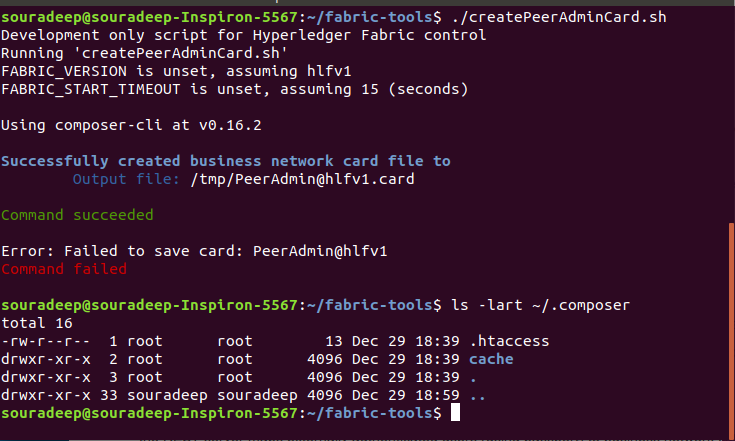 souradeep@souradeep-Inspiron-5567:~/fabric-tools$ ./createPeerAdminCard.sh
Development only script for Hyperledger Fabric control
Running 'createPeerAdminCard.sh'
FABRIC_VERSION is unset, assuming hlfv1
FABRIC_START_TIMEOUT is unset, assuming 15 (seconds)
Using composer-cli at v0.16.2
Successfully created business network card file to
Output file: /tmp/PeerAdmin@hlfv1.card
Command succeeded
Error: Failed to save card: PeerAdmin@hlfv1
Command failed
souradeep@souradeep-Inspiron-5567:~/fabric-tools$ ls -lart ~/.composer
total 16
-rw-r--r-- 1 root root 13 Dec 29 18:39 .htaccess
drwxr-xr-x 2 root root 4096 Dec 29 18:39 cache
drwxr-xr-x 3 root root 4096 Dec 29 18:39 .
drwxr-xr-x 33 souradeep souradeep 4096 Dec 29 18:59 ..
souradeep@souradeep-Inspiron-5567:~/fabric-tools$